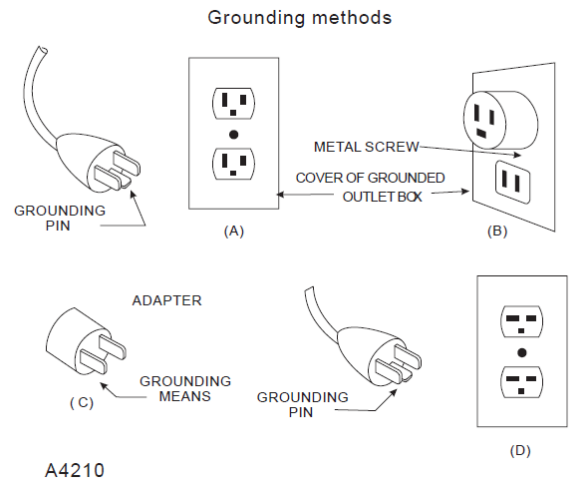 Grounding methods
METAL SCREW
COVER OF GROUNDED
OUTLET BOX
GROUNDING
PIN
(A)
(B)
ADAPTER
GROUNDING
MEANS
( C)
GROUNDING
PIN
(D)
A4210